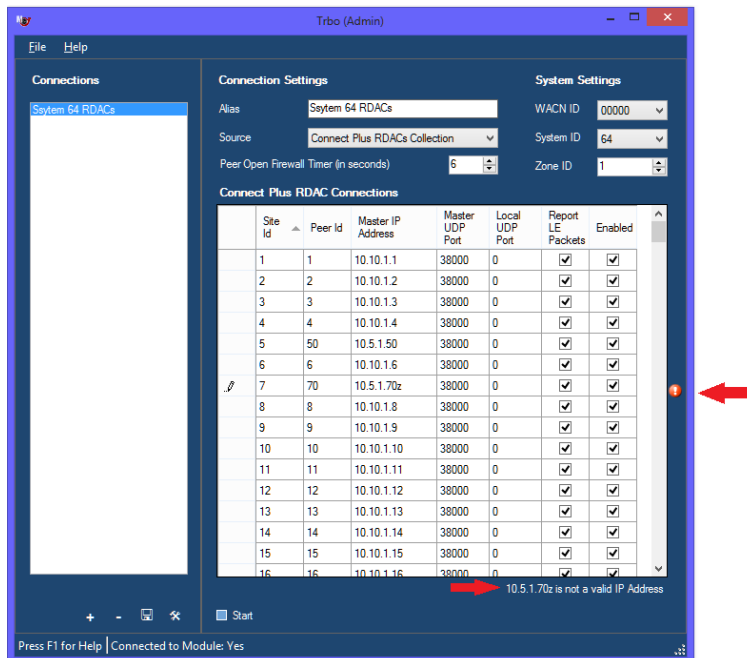 Trbo (Admin)
File Help
Connections
Ssytem 64 RDACs
Connection Settings
System Settings
Alias Ssytem 64 RDACs WACN ID 00000
Source Connect Plus RDACs Collection System ID 64
Peer Open Firewall Timer (in seconds) 6 Zone ID 1
Connect Plus RDAC Connections
Site Id Peer Id Master IP Address Master UDP Port Local UDP Port Report LE Packets Enabled
1 1 10.10.1.1 38000 0
2 2 10.10.1.2 38000 0
3 3 10.10.1.3 38000 0
4 4 10.10.1.4 38000 0
5 50 10.5.1.50 38000 0
6 6 10.10.1.6 38000 0
7 70 10.5.1.70z 38000 0
8 8 10.10.1.8 38000 0
9 9 10.10.1.9 38000 0
10 10 10.10.1.10 38000 0
11 11 10.10.1.11 38000 0
12 12 10.10.1.12 38000 0
13 13 10.10.1.13 38000 0
14 14 10.10.1.14 38000 0
15 15 10.10.1.15 38000 0
16 16 10.10.1.16 38000 0
10.5.1.70z is not a valid IP Address
Start
Press F1 for Help Connected to Module: Yes